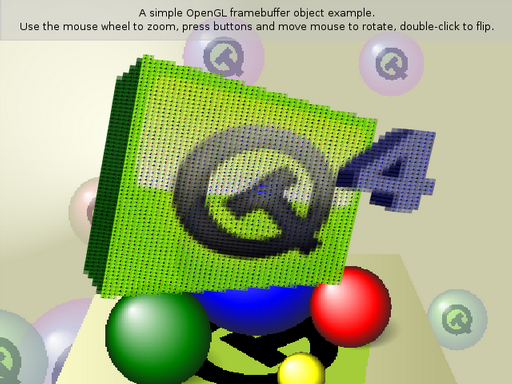 A simple OpenGL framebuffer object example.
Use the mouse wheel to zoom, press buttons and move mouse to rotate, double-click to flip.
Q 4